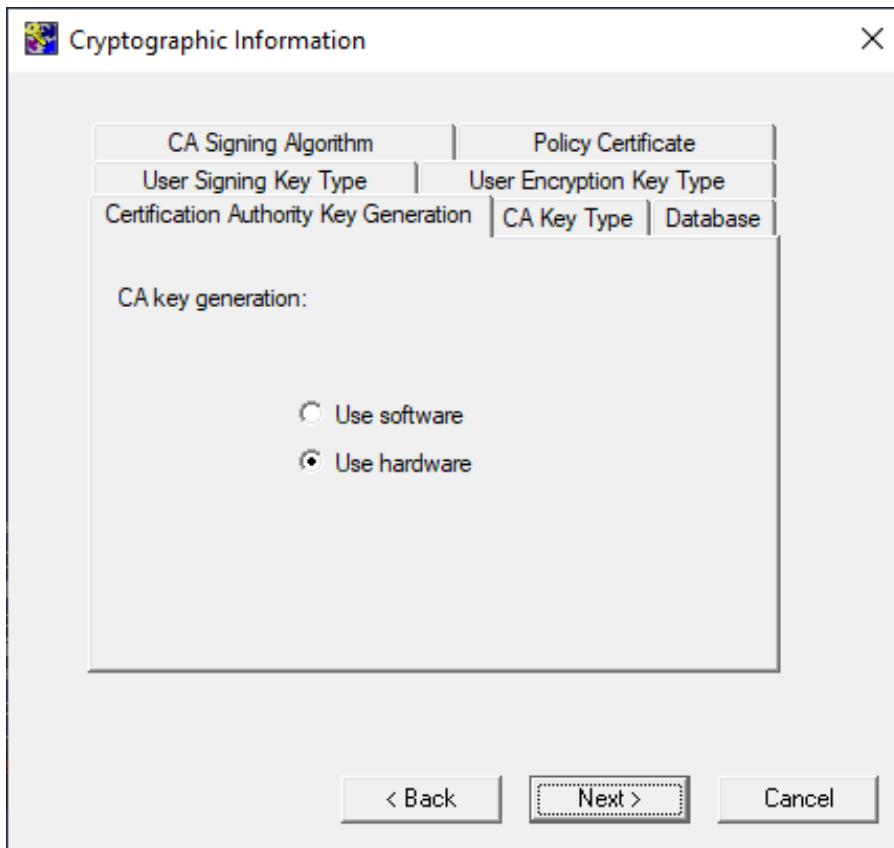 Cryptographic Information
CA Signing Algorithm
Policy Certificate
User Signing Key Type
User Encryption Key Type
Certification Authority Key Generation
CA Key Type
Database
CA key generation:
Use software
Use hardware
< Back
Next >
Cancel